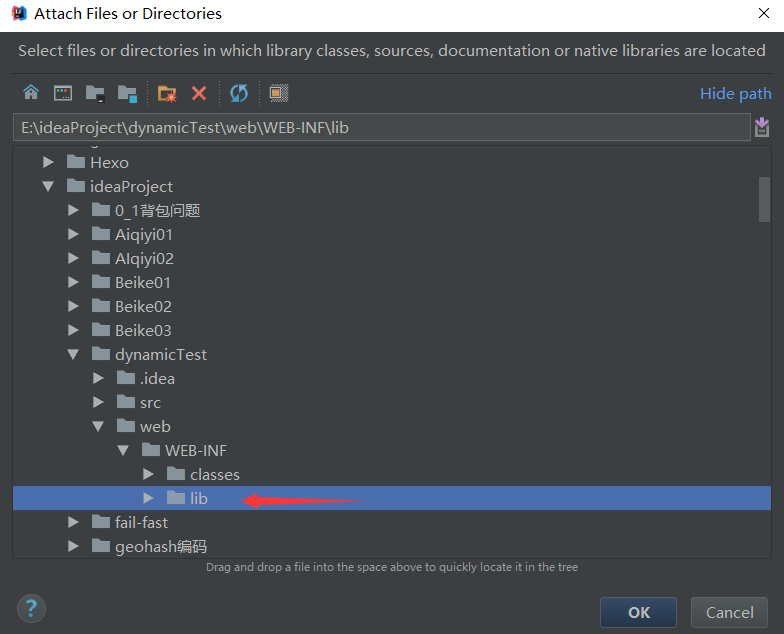 Attach Files or Directories
Select files or directories in which library classes, sources, documentation or native libraries are located
Hide path
E:\ideaProject\dynamicTest\web\WEB-INF\lib
Hexo
ideaProject
0_1背包问题
Aiqiyi01
AIqiyi02
Beike01
Beike02
Beike03
dynamicTest
.idea
src
web
WEB-INF
classes
lib
fail-fast
geohash编码
Drag and drop a file into the space above to quickly locate it in the tree
?
OK
Cancel